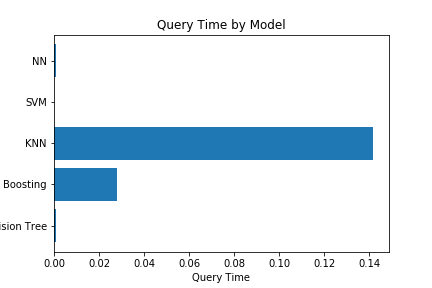 Query Time by Model
NN
SVM
KNN
Boosting
ision Tree
0.00 0.02 0.04 0.06 0.08 0.10 0.12 0.14
Query Time